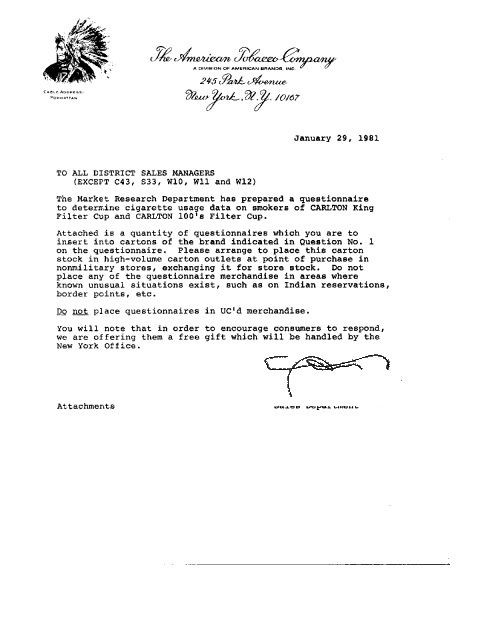 The American Tobacco Company
A DIVISION OF AMERICAN BRANDS, INC.
245 Park Avenue
New York, N.Y. 10167
CABLE ADDRESS:
POWHATTAN
January 29, 1981
TO ALL DISTRICT SALES MANAGERS
(EXCEPT C43, S33, W10, W11 and W12)
The Market Research Department has prepared a questionnaire
to determine cigarette usage data on smokers of CARLTON King
Filter Cup and CARLTON 100's Filter Cup.
Attached is a quantity of questionnaires which you are to
insert into cartons of the brand indicated in Question No. 1
on the questionnaire. Please arrange to place this carton
stock in high-volume carton outlets at point of purchase in
nonmilitary stores, exchanging it for store stock. Do not
place any of the questionnaire merchandise in areas where
known unusual situations exist, such as on Indian reservations,
border points, etc.
Do not place questionnaires in UC'd merchandise.
You will note that in order to encourage consumers to respond,
we are offering them a free gift which will be handled by the
New York Office.
Attachments
Sales Department